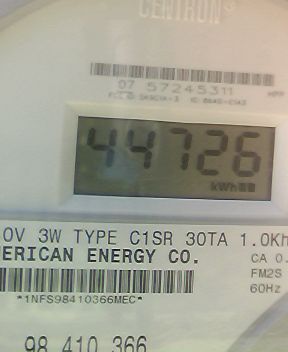 CENTRON®
07 57245311
44726
kWh
0V 3W TYPE C1SR 30TA 1.0Kh
ERICAN ENERGY CO.
CA 0.
FM2S
*1NFS98410366MEC*
60Hz
98 410 366